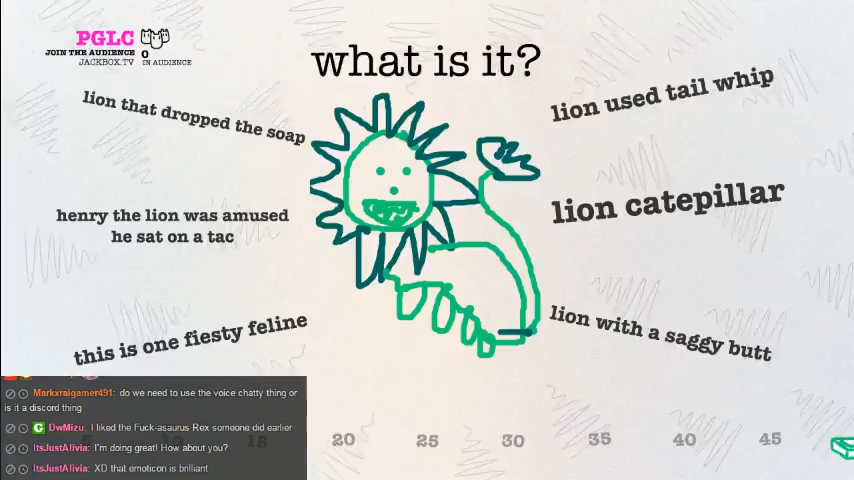 PGLC
JOIN THE AUDIENCE
JACKBOX.TV
0
IN AUDIENCE
what is it?
lion that dropped the soap
lion used tail whip
henry the lion was amused
he sat on a tac
lion catepillar
this is one fiesty feline
lion with a saggy butt
Markxraigamer491: do we need to use the voice chatty thing or
is it a discord thing
G DwMizu: I liked the Fuck-asaurus Rex someone did earlier
ItsJustAlivia: I'm doing great! How about you?
ItsJustAlivia: XD that emoticon is brilliant
15 20 25 30 35 40 45